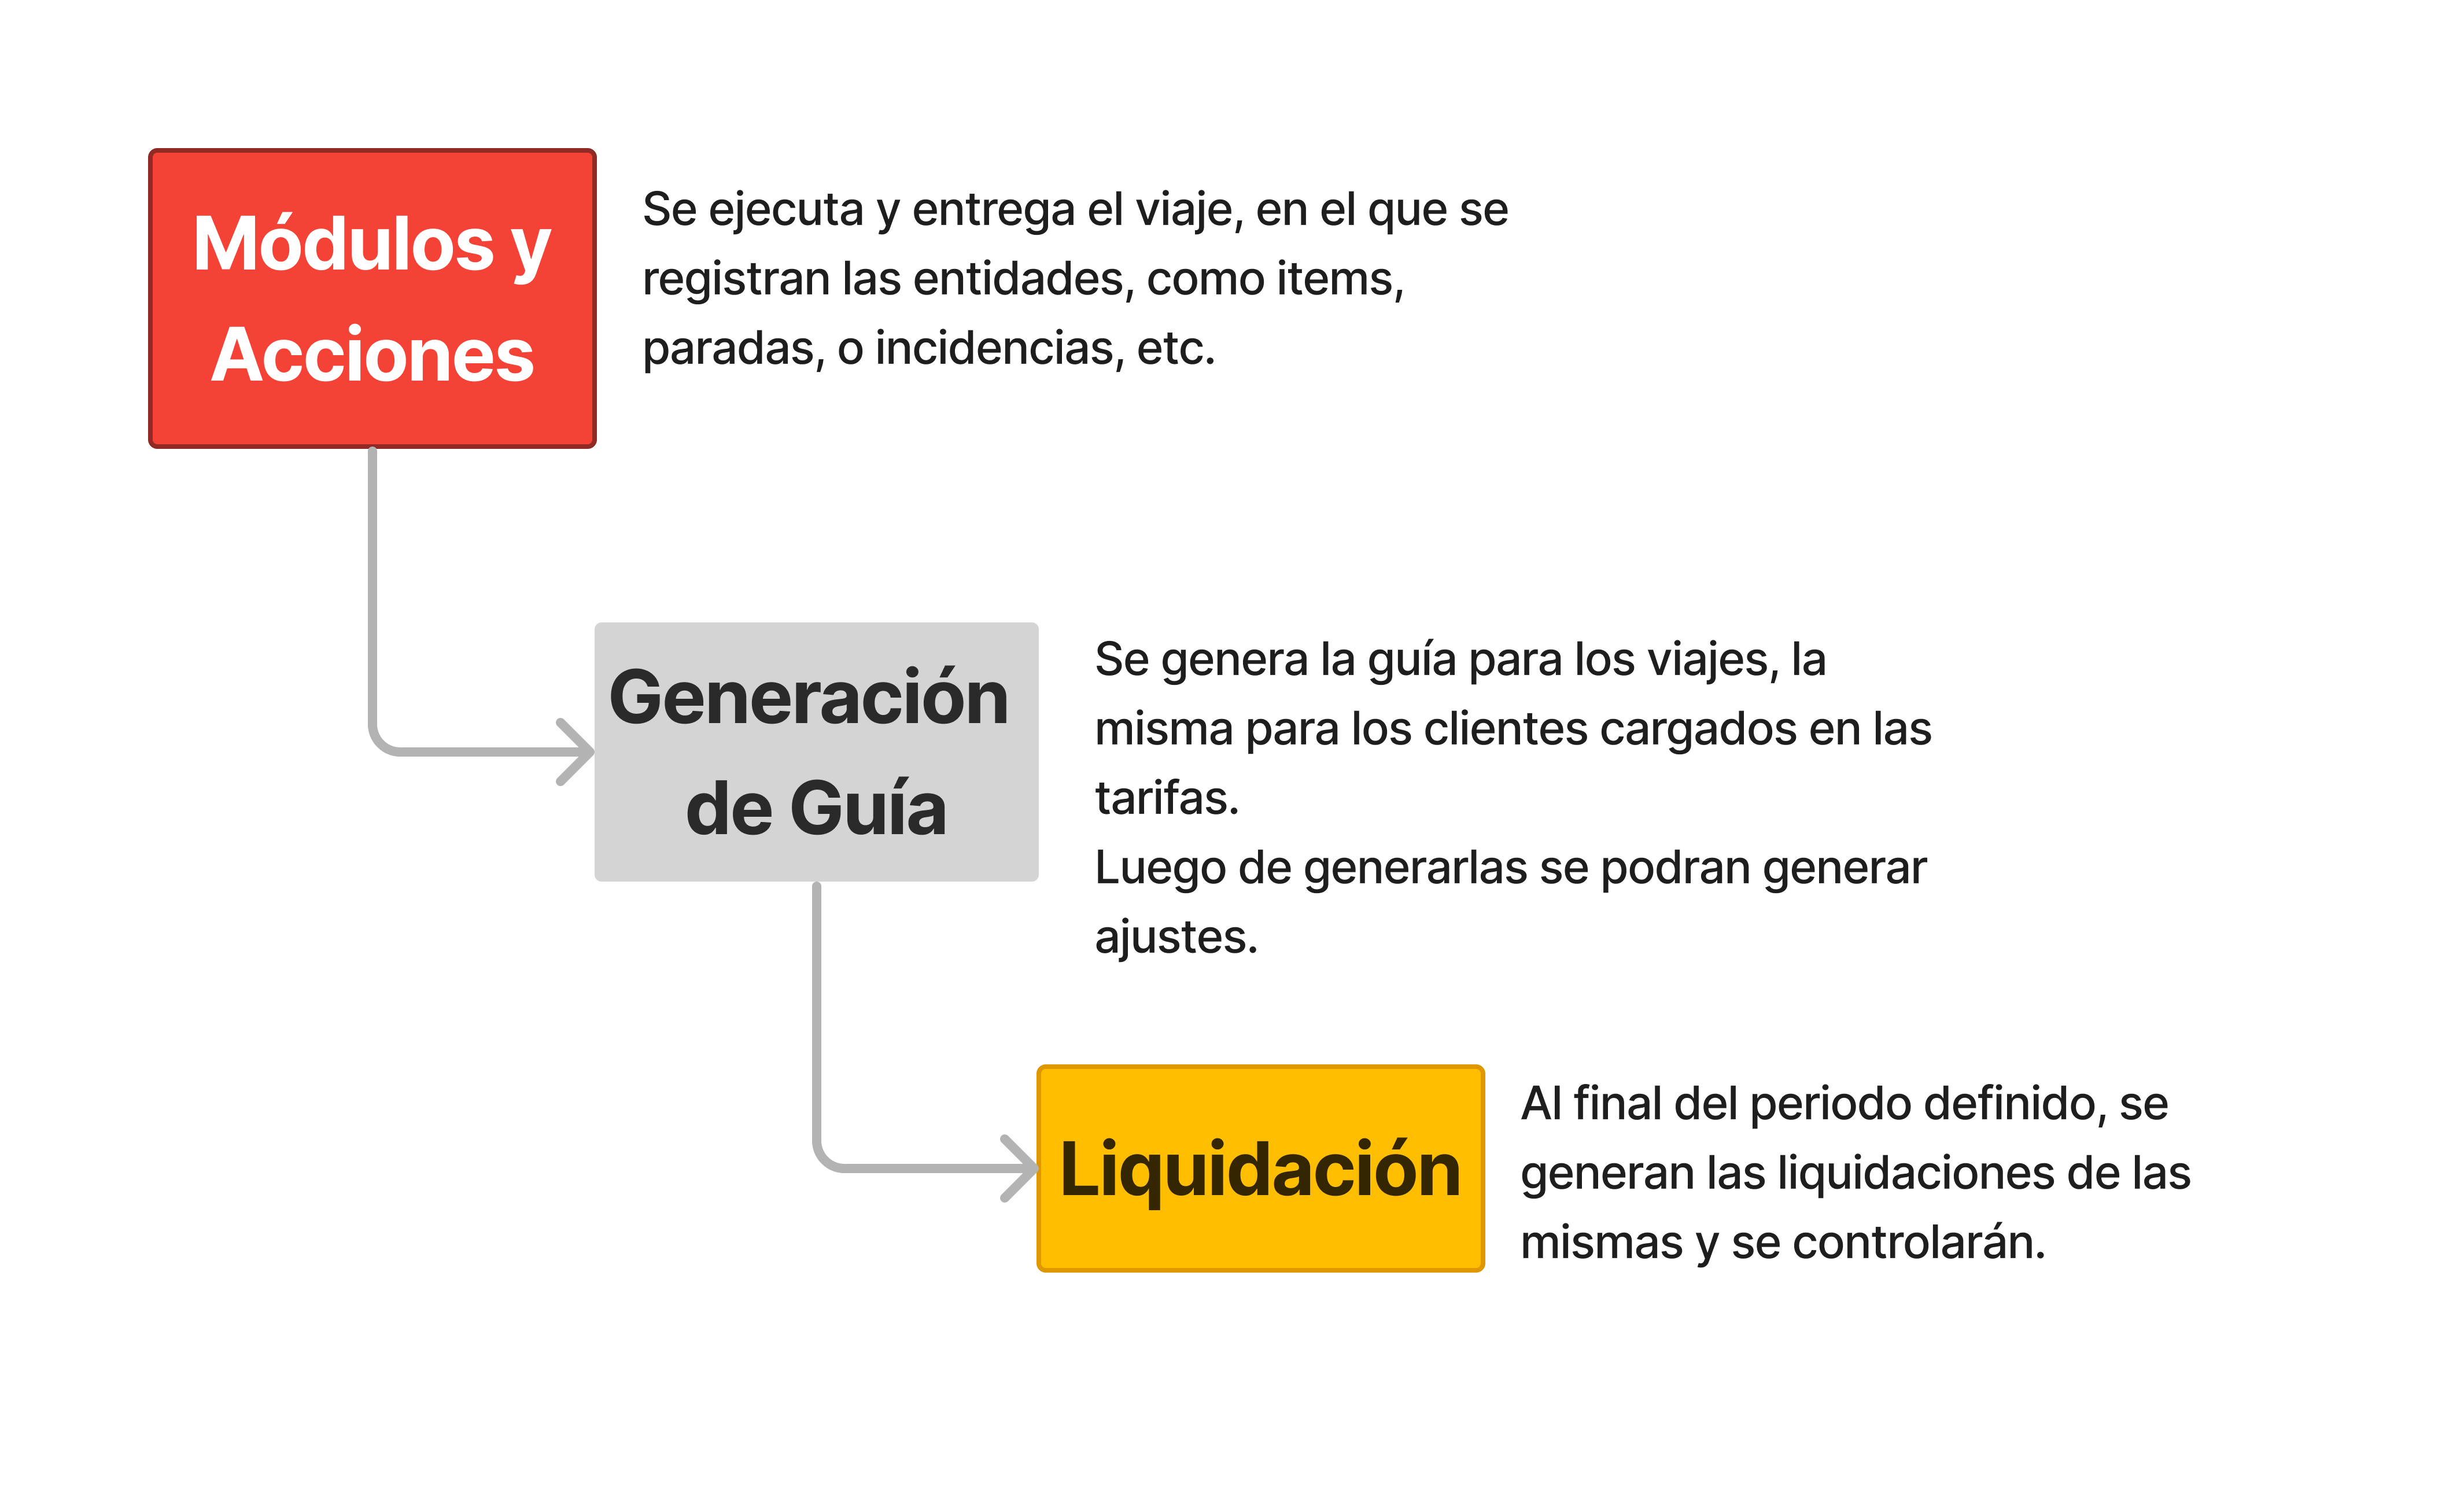 Módulos y
Acciones
Se ejecuta y entrega el viaje, en el que se
registran las entidades, como items,
paradas, o incidencias, etc.
Generación
de Guía
Se genera la guía para los viajes, la
misma para los clientes cargados en las
tarifas.
Luego de generarlas se podran generar
ajustes.
Liquidación
Al final del periodo definido, se
generan las liquidaciones de las
mismas y se controlarán.